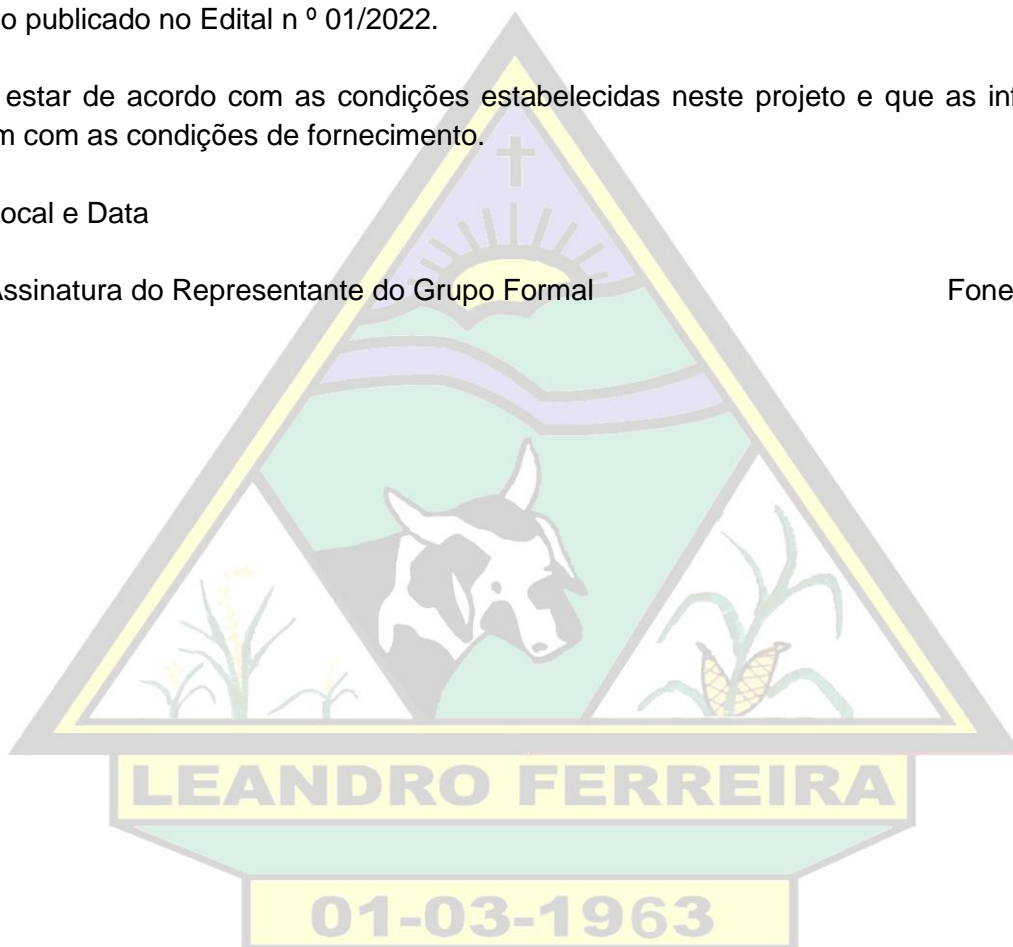 o publicado no Edital n º 01/2022.
estar de acordo com as condições estabelecidas neste projeto e que as
com as condições de fornecimento.
ocal e Data
Assinatura do Representante do Grupo Formal Fone
LEANDRO FERREIRA
01-03-1963